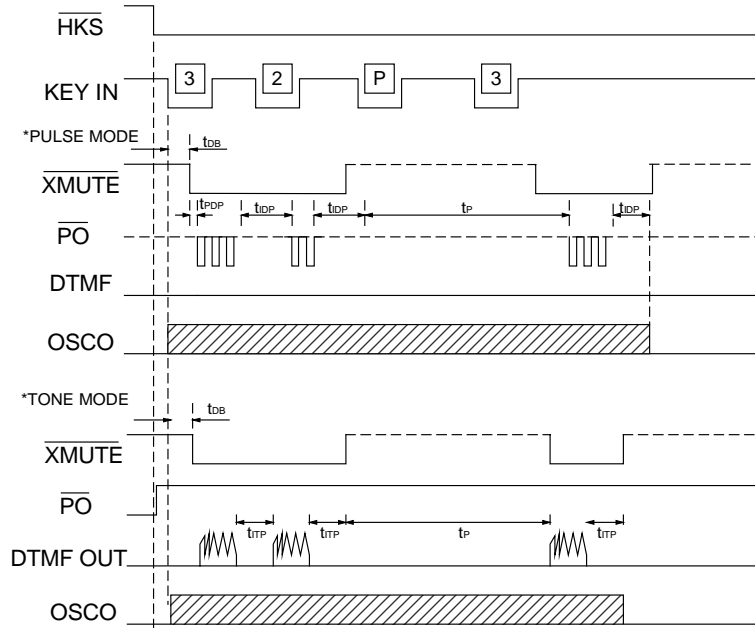 HKS
KEY IN 3 2 P 3
*PULSE MODE tDB
XMUTE
tPDP tIDP tIDP tP tIDP
PO
DTMF
OSCO
*TONE MODE tDB
XMUTE
PO
tITP tITP tP tITP
DTMF OUT
OSCO